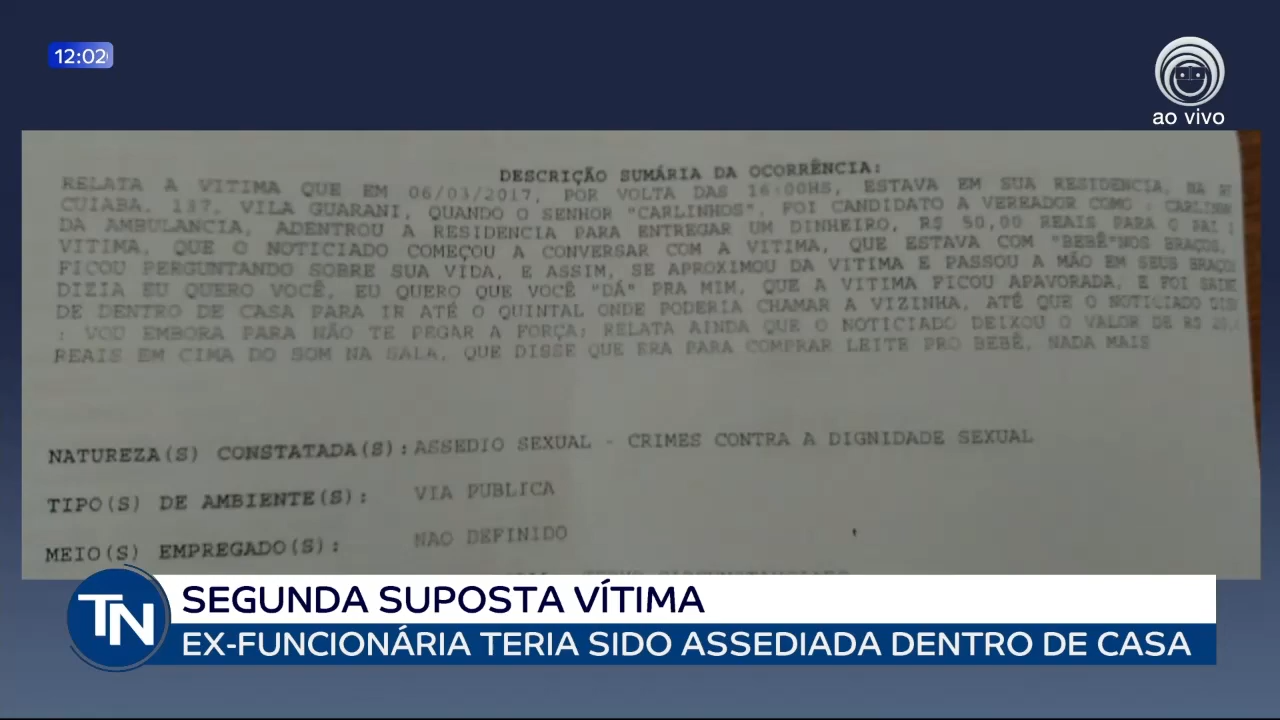 12:02
ao vivo
DESCRIÇÃO SUMÁRIA DA OCORRÊNCIA:
RELATA A VITIMA QUE EM 06/03/2017, POR VOLTA DAS 16:00HS, ESTAVA EM SUA RESIDENCIA, NA
CUIABA, 137, VILA GUARANI, QUANDO O SENHOR "CARLINHOS", FOI CANDIDATO A VEREADOR COMO :
DA AMBULANCIA, ADENTROU A RESIDENCIA PARA ENTREGAR UM DINHEIRO, R$ 50,00 REAIS PARA O PAI
VITIMA, QUE O NOTICIADO COMEÇOU A CONVERSAR COM A VITIMA, QUE ESTAVA COM "BEBÊ"NOS BRAÇOS,
FICOU PERGUNTANDO SOBRE SUA VIDA, E ASSIM, SE APROXIMOU DA VITIMA E PASSOU A MÃO EM SEUS BRAÇOS
DIZIA EU QUERO VOCÊ, EU QUERO QUE VOCÊ "DÁ" PRA MIM, QUE A VITIMA FICOU APAVORADA, E FOI
DE DENTRO DE CASA PARA IR ATÉ O QUINTAL ONDE PODERIA CHAMAR A VIZINHA, ATÉ QUE O NOTICIADO
: VOU EMBORA PARA NÃO TE PEGAR A FORÇA; RELATA AINDA QUE O NOTICIADO DEIXOU O VALOR DE R$
REAIS EM CIMA DO SOM NA SALA, QUE DISSE QUE ERA PARA COMPRAR LEITE PRO BEBÊ, NADA MAIS
NATUREZA(S) CONSTATADA(S): ASSEDIO SEXUAL - CRIMES CONTRA A DIGNIDADE SEXUAL
TIPO(S) DE AMBIENTE(S): VIA PUBLICA
MEIO(S) EMPREGADO(S): NAO DEFINIDO
TN
SEGUNDA SUPOSTA VÍTIMA
EX-FUNCIONÁRIA TERIA SIDO ASSEDIADA DENTRO DE CASA